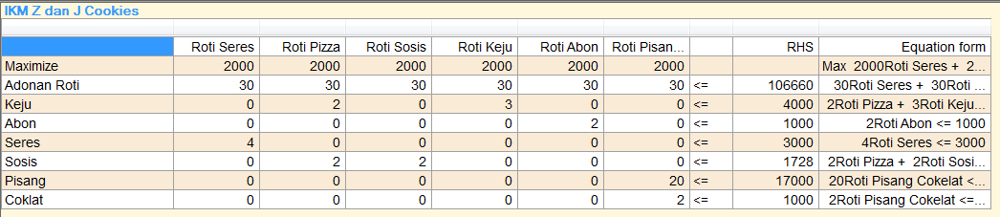 IKM Z dan J Cookies
Roti Seres Roti Pizza Roti Sosis Roti Keju Roti Abon Roti Pisan... RHS Equation form
Maximize 2000 2000 2000 2000 2000 2000 Max 2000Roti Seres + 2...
Adonan Roti 30 30 30 30 30 30 <= 106660 30Roti Seres + 30Roti ...
Keju 0 2 0 3 0 0 <= 4000 2Roti Pizza + 3Roti Keju...
Abon 0 0 0 0 2 0 <= 1000 2Roti Abon <= 1000
Seres 4 0 0 0 0 0 <= 3000 4Roti Seres <= 3000
Sosis 0 2 2 0 0 0 <= 1728 2Roti Pizza + 2Roti Sosi...
Pisang 0 0 0 0 0 20 <= 17000 20Roti Pisang Cokelat <...
Coklat 0 0 0 0 0 2 <= 1000 2Roti Pisang Cokelat <=...